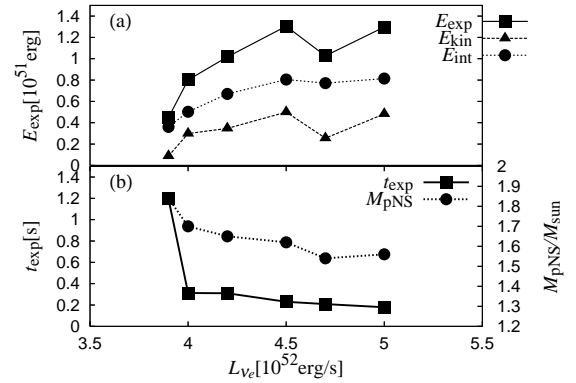 (a)
E_exp
E_kin
E_int
E_exp[10^51 erg]
1.4
1.2
1
0.8
0.6
0.4
0.2
0
(b)
t_exp
M_pNS
t_exp[s]
1.4
1.2
1
0.8
0.6
0.4
0.2
0
2
1.9
1.8
1.7
1.6
1.5
1.4
1.3
1.2
M_pNS/M_sun
3.5
4
4.5
5
5.5
L_νe[10^52erg/s]